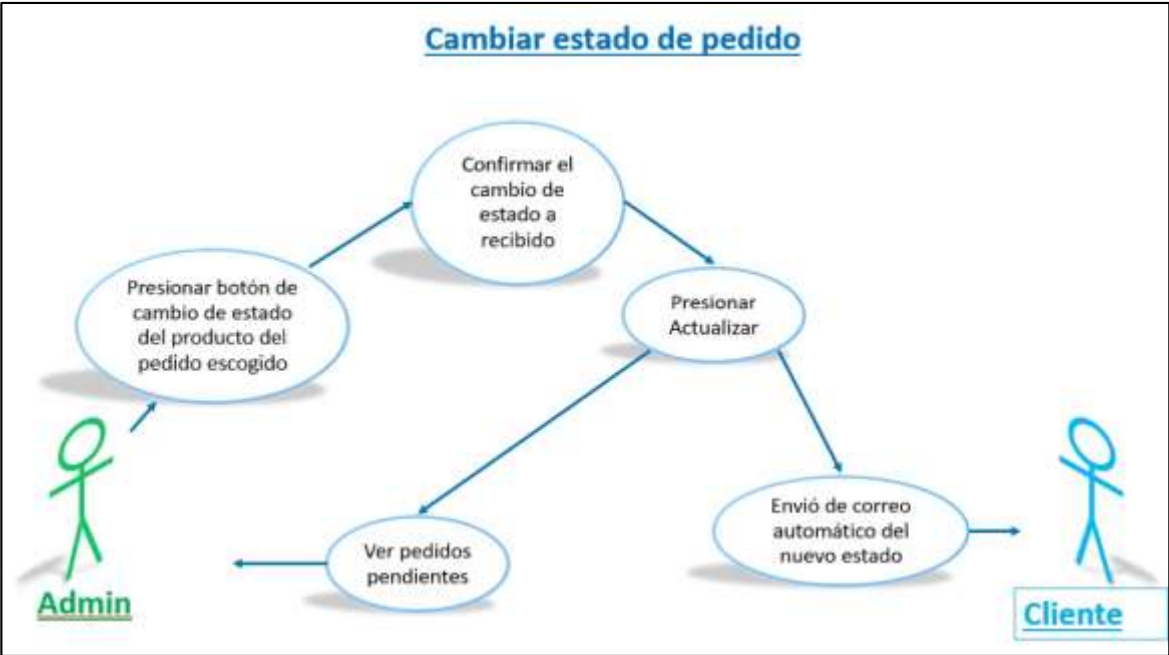 Cambiar estado de pedido
Confirmar el
cambio de
estado a
recibido
Presionar botón de
cambio de estado
del producto del
pedido escogido
Presionar
Actualizar
Envió de correo
automático del
nuevo estado
Ver pedidos
pendientes
Admin
Cliente